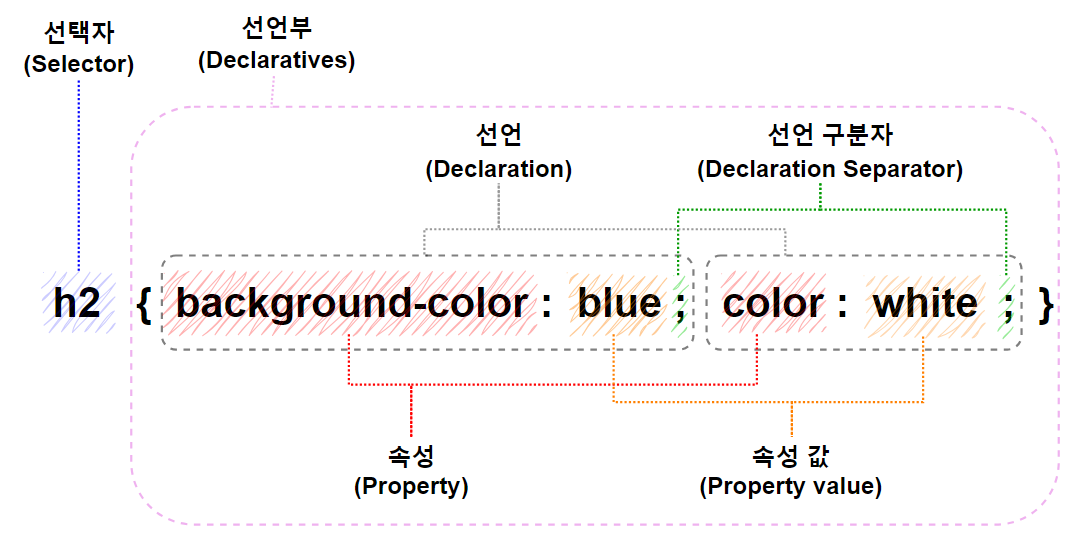 선택자
(Selector)
선언부
(Declaratives)
선언
(Declaration)
선언 구분자
(Declaration Separator)
h2 { background-color : blue ; color : white ; }
속성
(Property)
속성 값
(Property value)